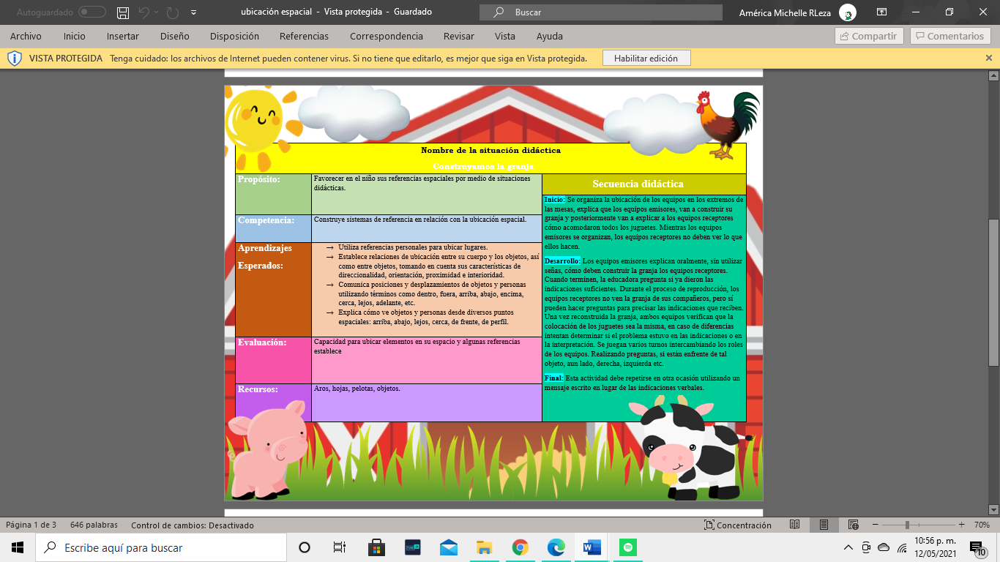 Autoguardado
ubicación espacial - Vista protegida - Guardado
Buscar
América Michelle RLeza
Archivo Inicio Insertar Diseño Disposición Referencias Correspondencia Revisar Vista Ayuda
Compartir Comentarios
VISTA PROTEGIDA Tenga cuidado: los archivos de Internet pueden contener virus. Si no tiene que editarlo, es mejor que siga en Vista protegida. Habilitar edición
Nombre de la situación didáctica
Construyamos la granja
Propósito:
Favorecer en el niño sus referencias espaciales por medio de situaciones
didácticas.
Competencia:
Construye sistemas de referencia en relación con la ubicación espacial.
Aprendizajes
Esperados:
→ Utiliza referencias personales para ubicar lugares.
→ Establece relaciones de ubicación entre su cuerpo y los objetos, así
como entre objetos, tomando en cuenta sus características de
direccionalidad, orientación, proximidad e interioridad.
→ Comunica posiciones y desplazamientos de objetos y personas
utilizando términos como dentro, fuera, arriba, abajo, encima,
cerca, lejos, adelante, etc.
→ Explica cómo ve objetos y personas desde diversos puntos
espaciales: arriba, abajo, lejos, cerca, de frente, de perfil.
Evaluación:
Capacidad para ubicar elementos en su espacio y algunas referencias
establece
Recursos:
Aros, hojas, pelotas, objetos.
Secuencia didáctica
Inicio: Se organiza la ubicación de los equipos en los extremos de
las mesas, explica que los equipos emisores, van a construir su
granja y posteriormente van a explicar a los equipos receptores
cómo acomodaron todos los juguetes. Mientras los equipos
emisores se organizan, los equipos receptores no deben ver lo que
ellos hacen.
Desarrollo: Los equipos emisores explican oralmente, sin utilizar
señas, cómo deben construir la granja los equipos receptores.
Cuando terminen, la educadora pregunta si ya dieron las
indicaciones suficientes. Durante el proceso de reproducción, los
equipos receptores no ven la granja de sus compañeros, pero sí
pueden hacer preguntas para precisar las indicaciones que reciben.
Una vez reconstruida la granja, ambos equipos verifican que la
colocación de los juguetes sea la misma, en caso de diferencias
intentan determinar si el problema estuvo en las indicaciones o en
la interpretación. Se juegan varios turnos intercambiando los roles
de los equipos. Realizando preguntas, si están enfrente de tal
objeto, aun lado, derecha, izquierda etc.
Final: Esta actividad debe repetirse en otra ocasión utilizando un
mensaje escrito en lugar de las indicaciones verbales.
Página 1 de 3 646 palabras Control de cambios: Desactivado
Concentración
70%
Escribe aquí para buscar
10:56 p. m.
12/05/2021
10